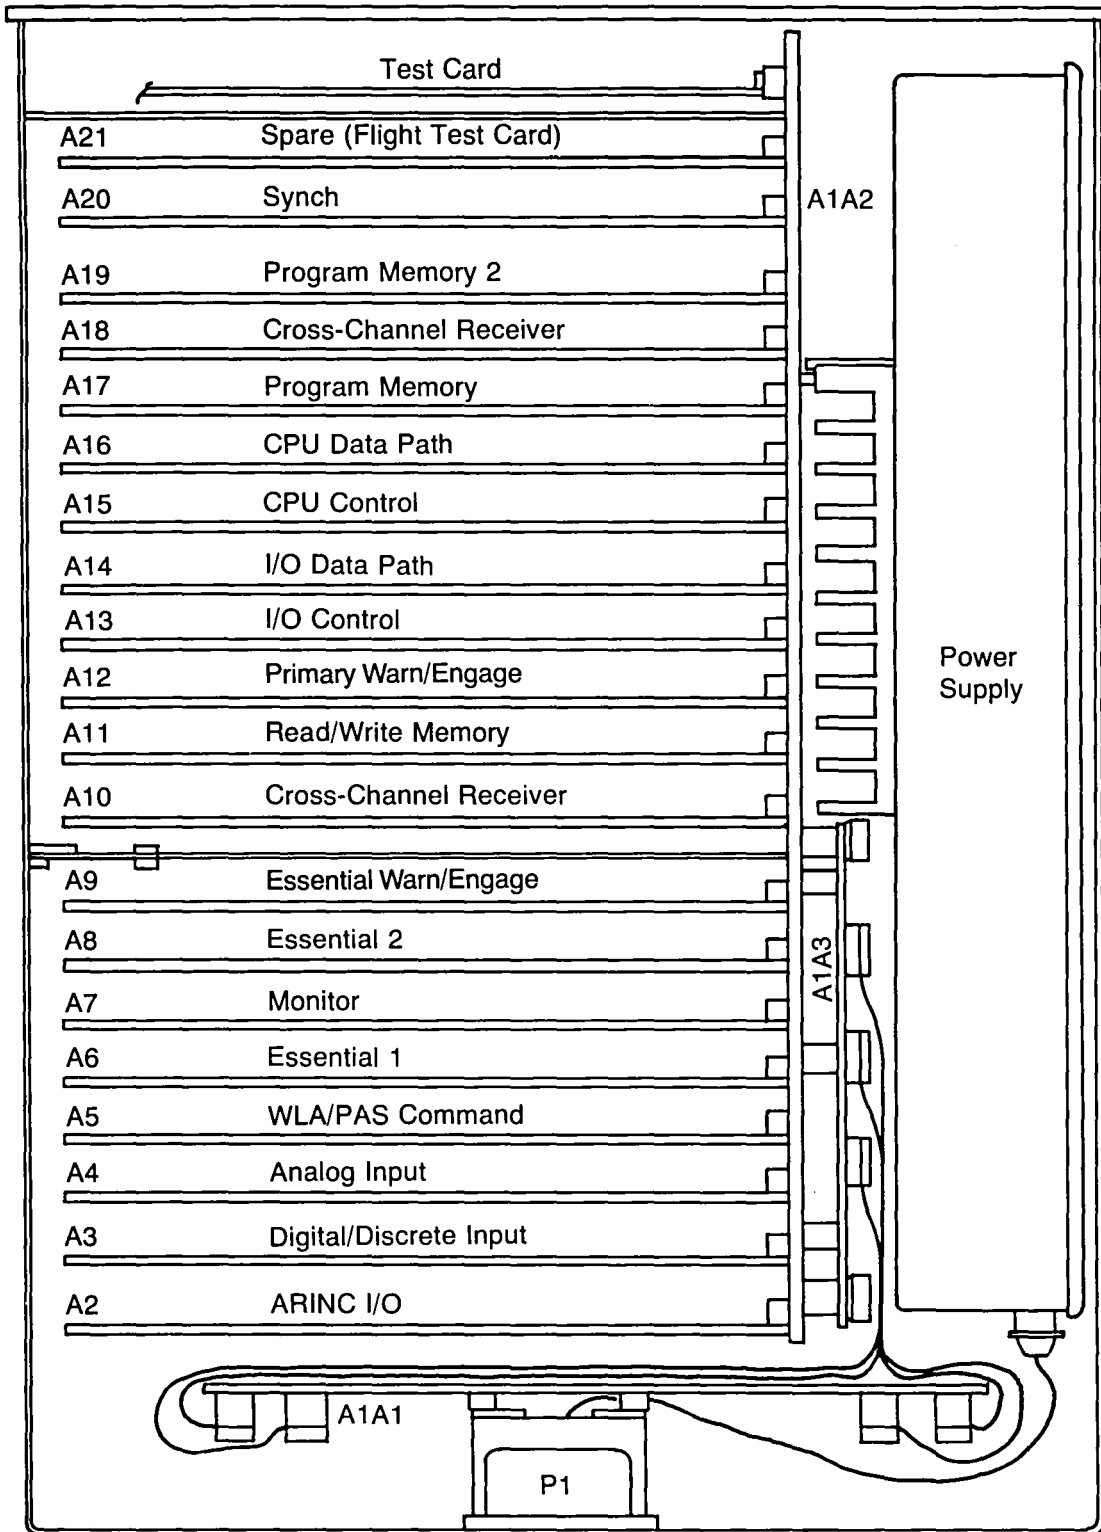 Test Card
A21 Spare (Flight Test Card)
A20 Synch
A1A2
A19 Program Memory 2
A18 Cross-Channel Receiver
A17 Program Memory
A16 CPU Data Path
A15 CPU Control
A14 I/O Data Path
A13 I/O Control
A12 Primary Warn/Engage
Power
Supply
A11 Read/Write Memory
A10 Cross-Channel Receiver
A9 Essential Warn/Engage
A8 Essential 2
A1A3
A7 Monitor
A6 Essential 1
A5 WLA/PAS Command
A4 Analog Input
A3 Digital/Discrete Input
A2 ARINC I/O
A1A1
P1